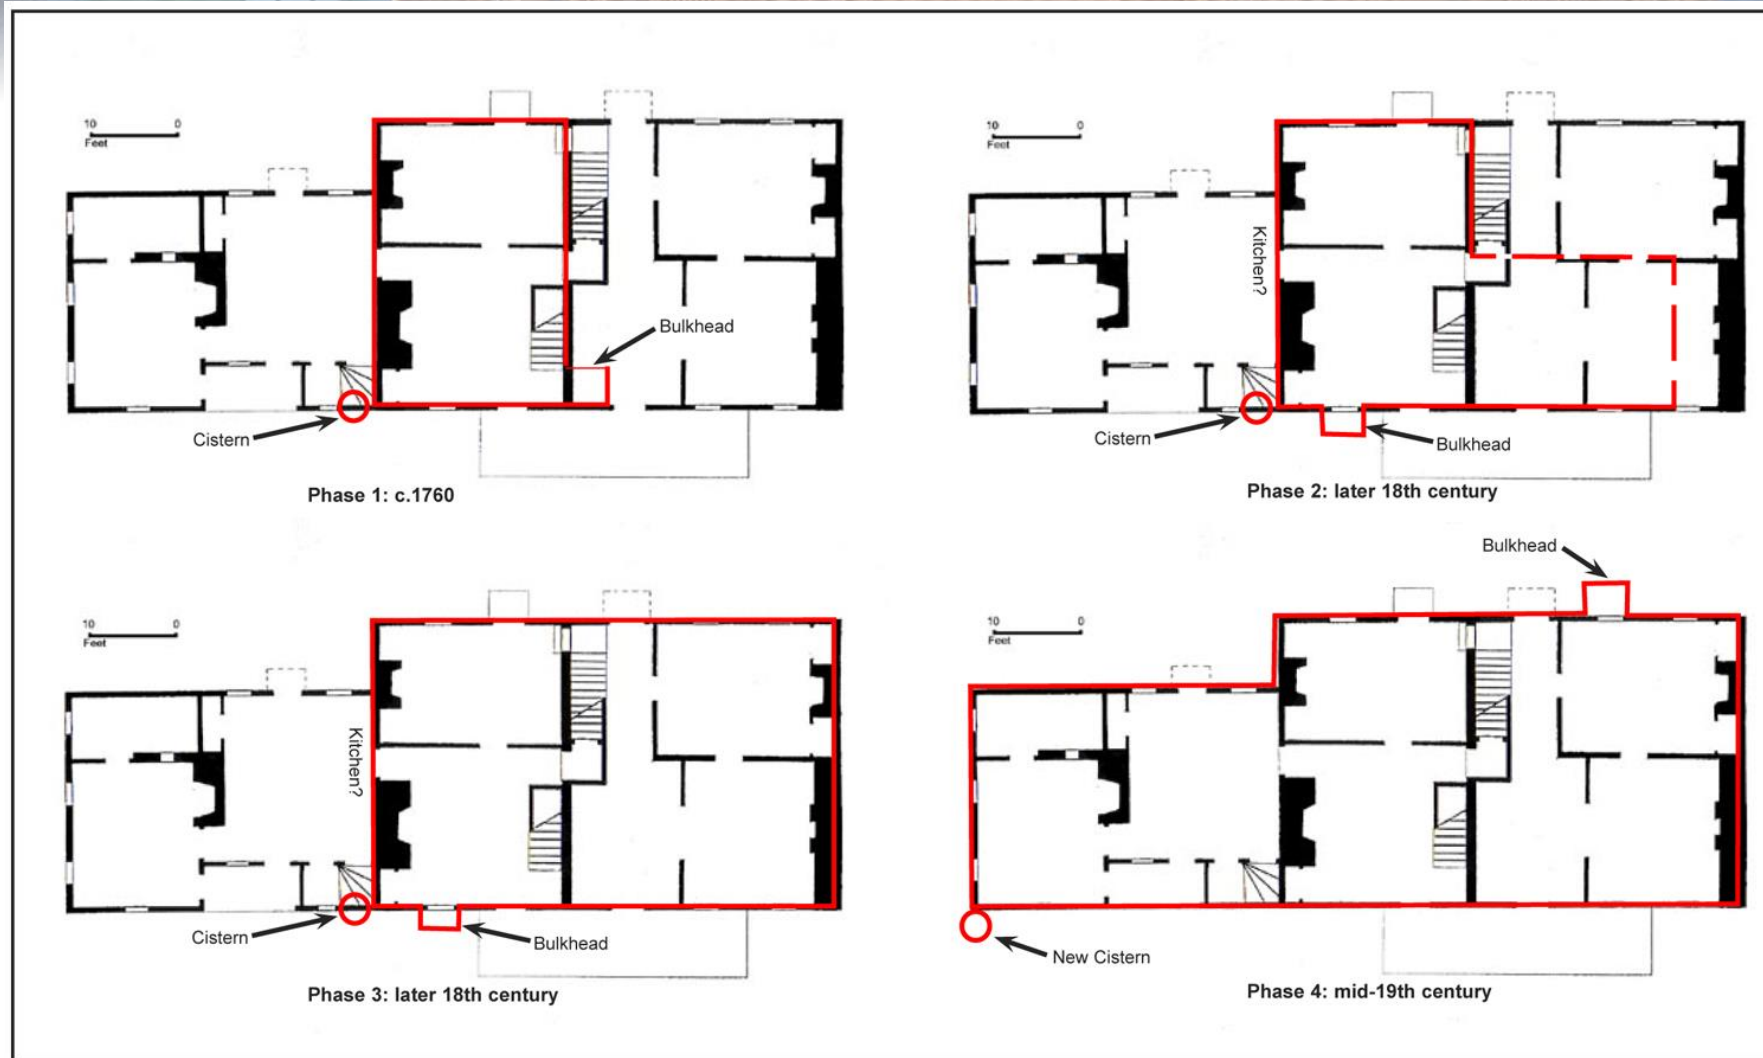 10 0
Feet
Bulkhead
Cistern
Phase 1: c.1760
10 0
Feet
Kitchen?
Cistern
Bulkhead
Phase 2: later 18th century
10 0
Feet
Kitchen?
Cistern
Bulkhead
Phase 3: later 18th century
Bulkhead
10 0
Feet
New Cistern
Phase 4: mid-19th century